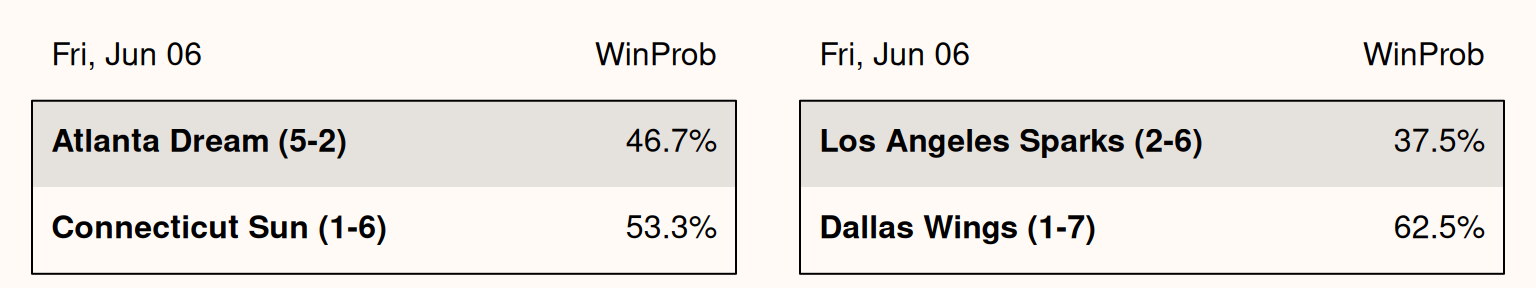 Fri, Jun 06 WinProb
Atlanta Dream (5-2) 46.7%
Connecticut Sun (1-6) 53.3%
Fri, Jun 06 WinProb
Los Angeles Sparks (2-6) 37.5%
Dallas Wings (1-7) 62.5%